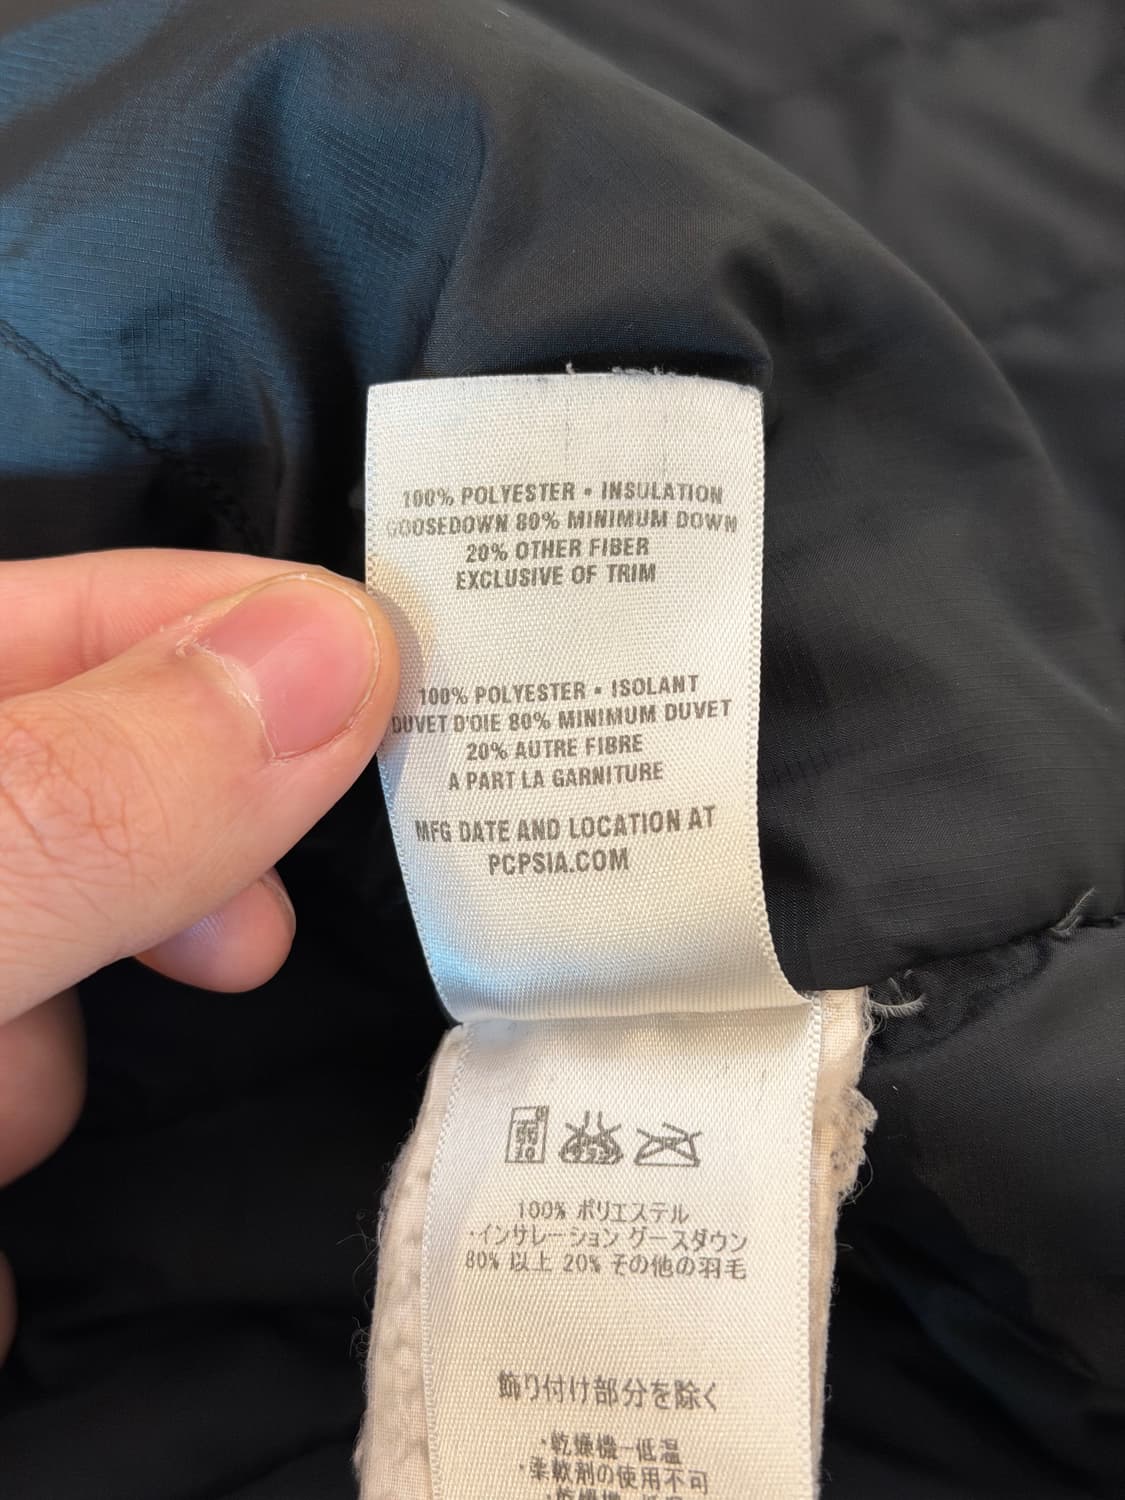 100% POLYESTER • INSULATION
GOOSEDOWN 80% MINIMUM DOWN
20% OTHER FIBER
EXCLUSIVE OF TRIM
100% POLYESTER • ISOLANT
DUVET D'OIE 80% MINIMUM DUVET
20% AUTRE FIBRE
A PART LA GARNITURE
MFG DATE AND LOCATION AT
PCPSIA.COM
100% ポリエステル
・インサレーション グースダウン
80% 以上 20% その他の羽毛
飾り付け部分を除く
・乾燥機ー低温
・柔軟剤の使用不可